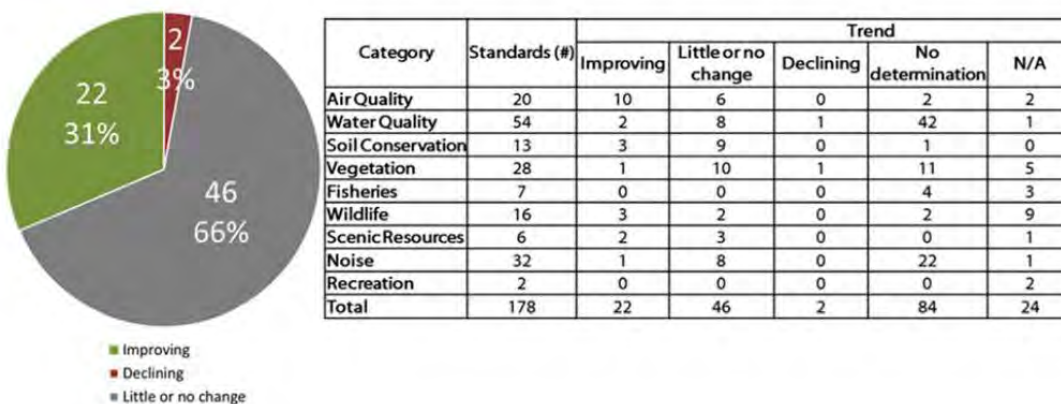 2
3%
22
31%
46
66%
Improving
Declining
Little or no change
Category Standards (#) Trend
Improving Little or no change Declining No determination N/A
Air Quality 20 10 6 0 2 2
Water Quality 54 2 8 1 42 1
Soil Conservation 13 3 9 0 1 0
Vegetation 28 1 10 1 11 5
Fisheries 7 0 0 0 4 3
Wildlife 16 3 2 0 2 9
Scenic Resources 6 2 3 0 0 1
Noise 32 1 8 0 22 1
Recreation 2 0 0 0 0 2
Total 178 22 46 2 84 24